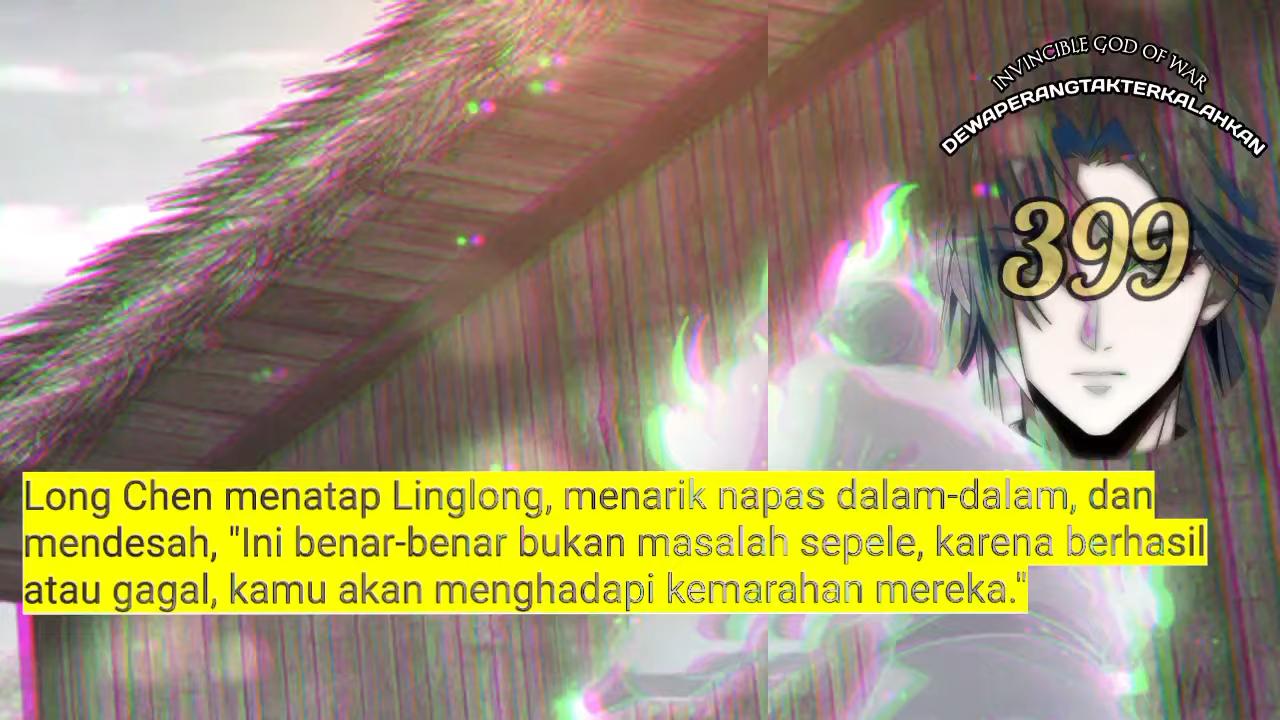 INVINCIBLE GOD OF WAR
DEWAPERANGTAKTERKALAHKAN
399
Long Chen menatap Linglong, menarik napas dalam-dalam, dan
mendesah, "Ini benar-benar bukan masalah sepele, karena berhasil
atau gagal, kamu akan menghadapi kemarahan mereka."